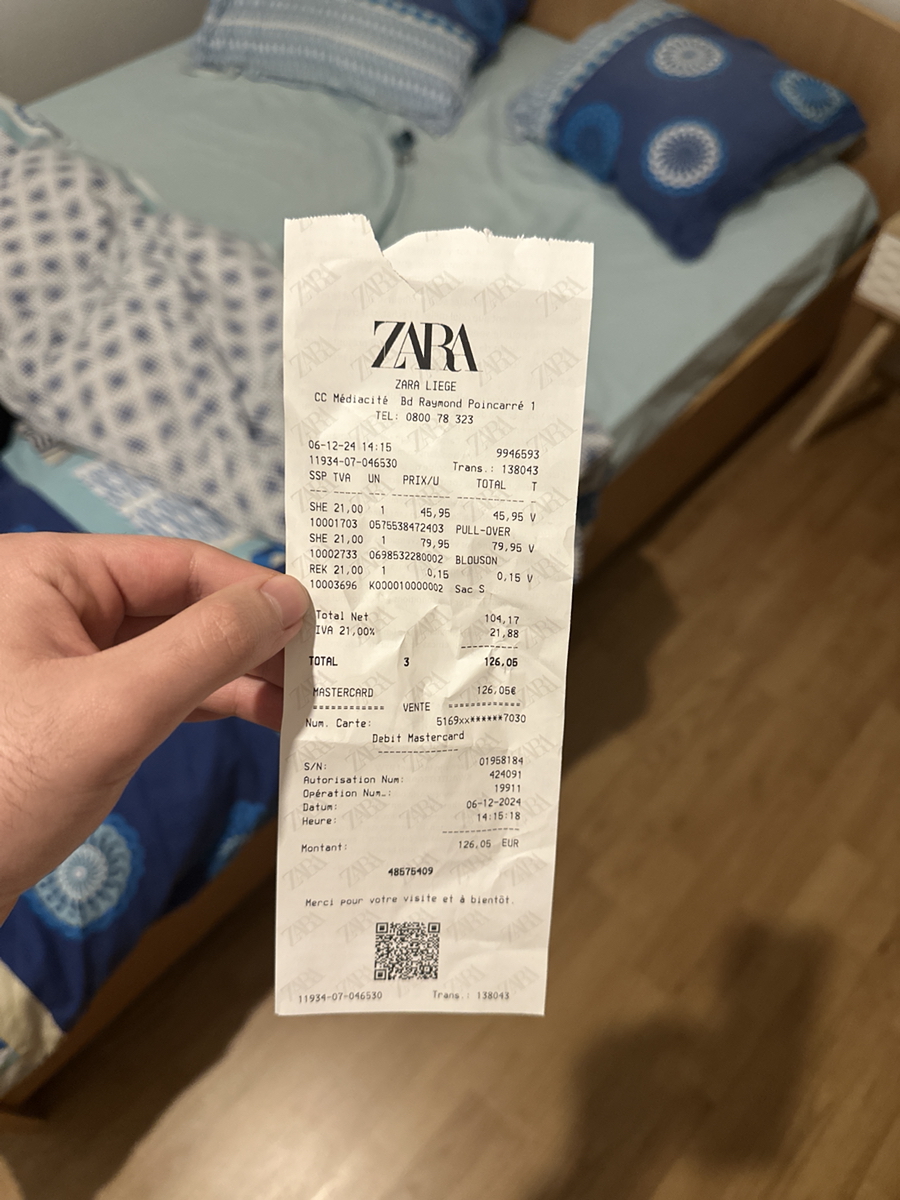 ZARA
ZARA LIEGE
CC Médiacité Bd Raymond Poincarré 1
TEL: 0800 78 323
06-12-24 14:15 9946593
11934-07-046530 Trans.: 138043
SSP TVA UN PRIX/U TOTAL T
SHE 21,00 1 45,95 45,95 V
10001703 0575538472403 PULL-OVER
SHE 21,00 1 79,95 79,95 V
10002733 0698532280002 BLOUSON
REK 21,00 1 0,15 0,15 V
10003696 K000010000002 Sac S
Total Net 104,17
IVA 21,00% 21,88
TOTAL 3 126,05
MASTERCARD 126,05€
============ VENTE ============
Num. Carte: 5169xx******7030
Debit Mastercard
S/N: 01958184
Autorisation Num: 424091
Opération Num.: 19911
Datum: 06-12-2024
Heure: 14:15:18
Montant: 126,05 EUR
48575409
Merci pour votre visite et à bientôt.
11934-07-046530 Trans.: 138043